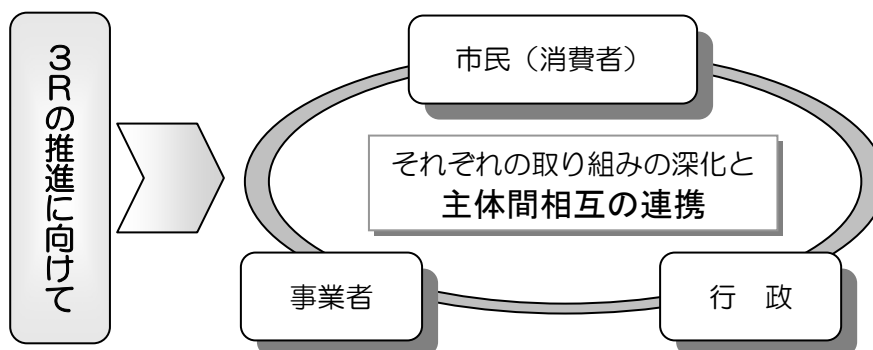 ３Rの推進に向けて
市民（消費者）
それぞれの取り組みの深化と
主体間相互の連携
事業者
行　政